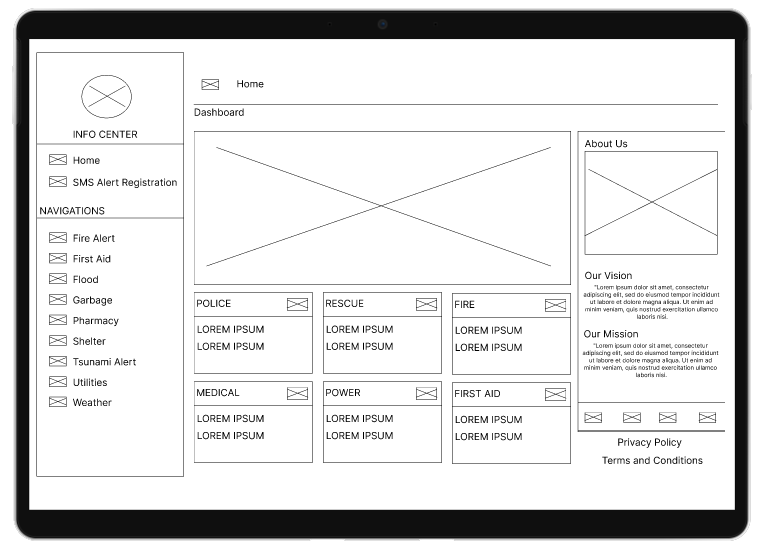 INFO CENTER
Home
SMS Alert Registration
NAVIGATIONS
Fire Alert
First Aid
Flood
Garbage
Pharmacy
Shelter
Tsunami Alert
Utilities
Weather
Home
Dashboard
POLICE
LOREM IPSUM
LOREM IPSUM
RESCUE
LOREM IPSUM
LOREM IPSUM
FIRE
LOREM IPSUM
LOREM IPSUM
MEDICAL
LOREM IPSUM
LOREM IPSUM
POWER
LOREM IPSUM
LOREM IPSUM
FIRST AID
LOREM IPSUM
LOREM IPSUM
About Us
Our Vision
"Lorem ipsum dolor sit amet, consectetur
adipiscing elit, sed do eiusmod tempor incididunt
ut labore et dolore magna aliqua. Ut enim ad
minim veniam, quis nostrud exercitation ullamco
laboris nisi.
Our Mission
"Lorem ipsum dolor sit amet, consectetur
adipiscing elit, sed do eiusmod tempor incididunt
ut labore et dolore magna aliqua. Ut enim ad
minim veniam, quis nostrud exercitation ullamco
laboris nisi.
Privacy Policy
Terms and Conditions